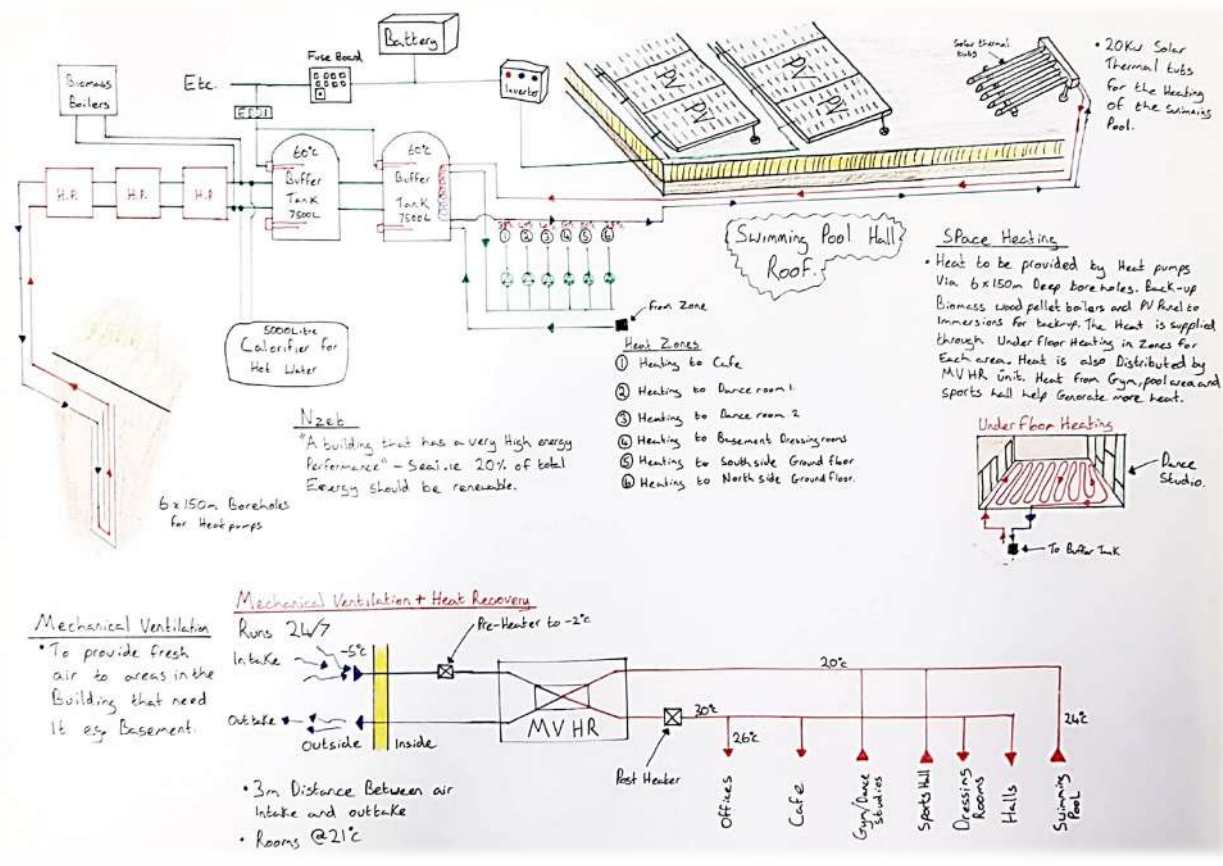 Battery
Fuse Board
Etc.
Biomass
Boilers
Invertor
EDDI
PV
PV
PV
PV
Solar thermal
tubs
• 20Kw Solar
Thermal tubs
for the Heating
of the Swimming
Pool.
H.P.
H.P.
H.P.
60°c
Buffer
Tank
7500L
60°c
Buffer
Tank
7500L
① ② ③ ④ ⑤ ⑥
Swimming Pool Hall
Roof.
5000Litre
Calorifier for
Hot Water
From Zone
Heat Zones
① Heating to Cafe
② Heating to Dance room 1.
③ Heating to Dance room 2
④ Heating to Basement Dressing rooms
⑤ Heating to South side Ground floor
⑥ Heating to North side Ground floor.
Space Heating
• Heat to be provided by Heat pumps
Via 6x150m Deep boreholes. Back-up
Biomass wood pellet boilers and PV Panel to
Immersions for back-up. The Heat is supplied
through Under floor Heating in Zones for
Each area. Heat is also Distributed by
MVHR unit. Heat from Gym, pool area and
sports hall help Generate more heat.
Nzeb
"A building that has a very High energy
Performance" - Seai.ie 20% of total
Energy should be renewable.
6x150m Boreholes
for Heat pumps
Under Floor Heating
Dance
Studio.
To Buffer Tank
Mechanical Ventilation
• To provide fresh
air to areas in the
Building that need
It eg. Basement.
Mechanical Ventilation + Heat Recovery
Runs 24/7
Intake
-5°c
Pre-Heater to -2°c
Outtake
Outside
Inside
MVHR
20°c
30°c
26°c
24°c
Post Heater
Offices
Cafe
Gym/Dance
Studios
Sports Hall
Dressing
Rooms
Halls
Swimming
Pool
• 3m Distance Between air
Intake and outtake
• Rooms @21°c